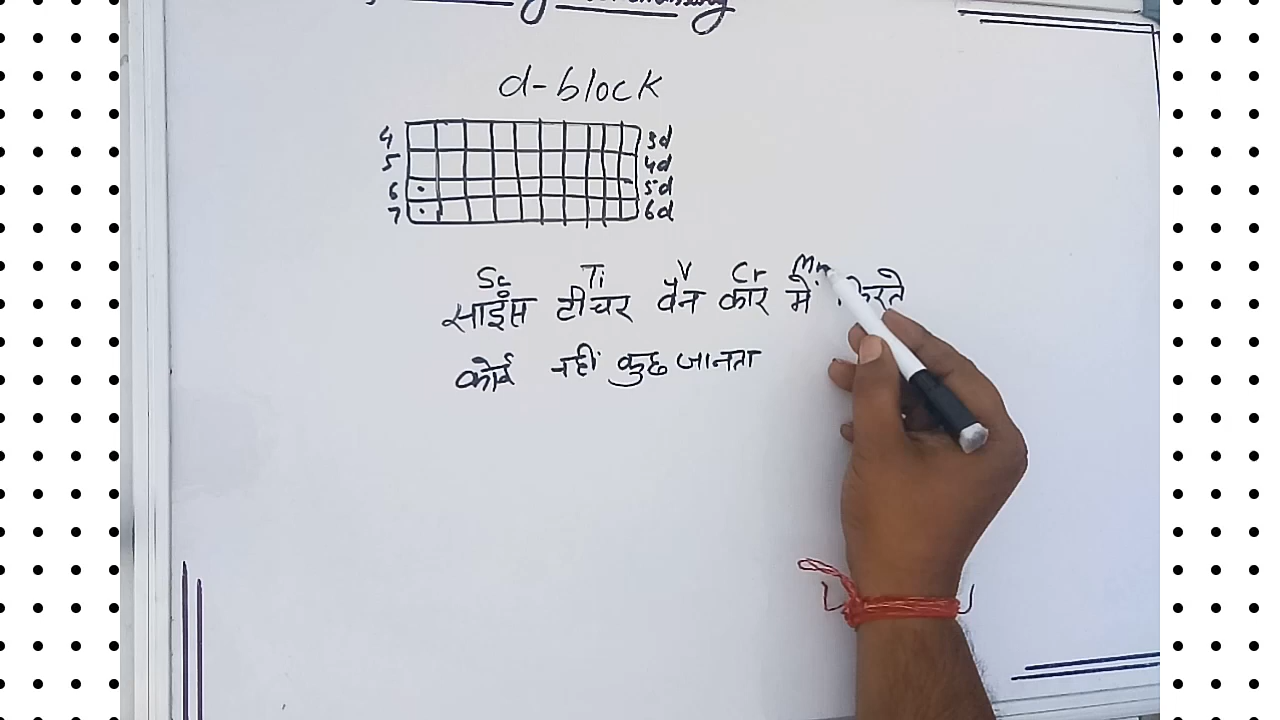 d-block
4 3d
5 4d
6 5d
7 6d
Sc Ti V Cr Mn
साइंस टीचर वैन कार में
कोई नहीं कुछ जानता